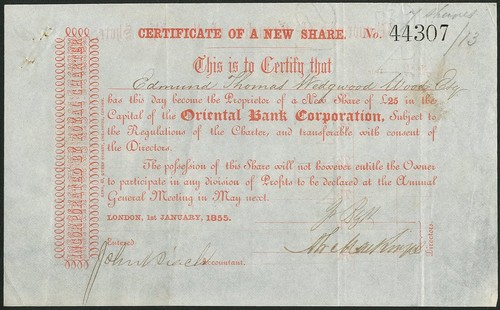 7 Shares
/13
CERTIFICATE OF A NEW SHARE. No. 44307
This is to Certify that
Edmund Thomas Wedgwood Wood Esq
has this day become the Proprietor of a New Share of £25 in the
Capital of the Oriental Bank Corporation, Subject to
the Regulations of the Charter, and transferable with consent of
the Directors.
The possession of this Share will not however entitle the Owner
to participate in any division of Profits to be declared at the Annual
General Meeting in May next.
LONDON, 1st JANUARY, 1855.
Entered
Accountant.
Directors
INCORPORATED BY ROYAL CHARTER